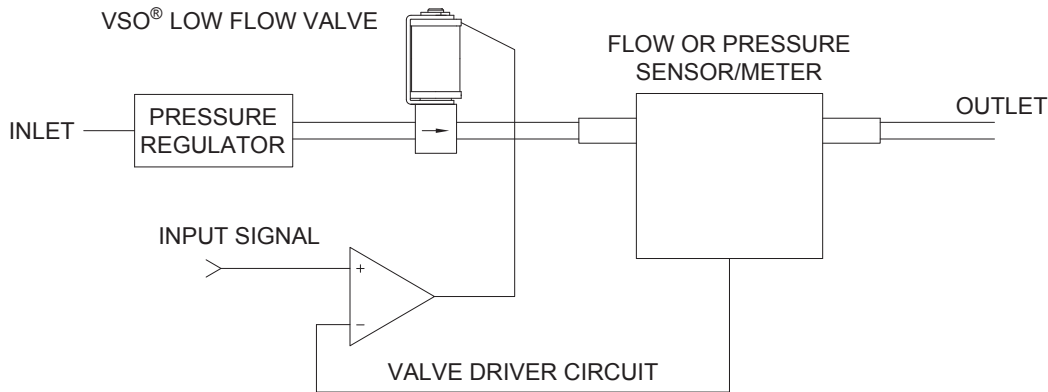 VSO® LOW FLOW VALVE
FLOW OR PRESSURE
SENSOR/METER
INLET
PRESSURE
REGULATOR
OUTLET
INPUT SIGNAL
+
−
VALVE DRIVER CIRCUIT